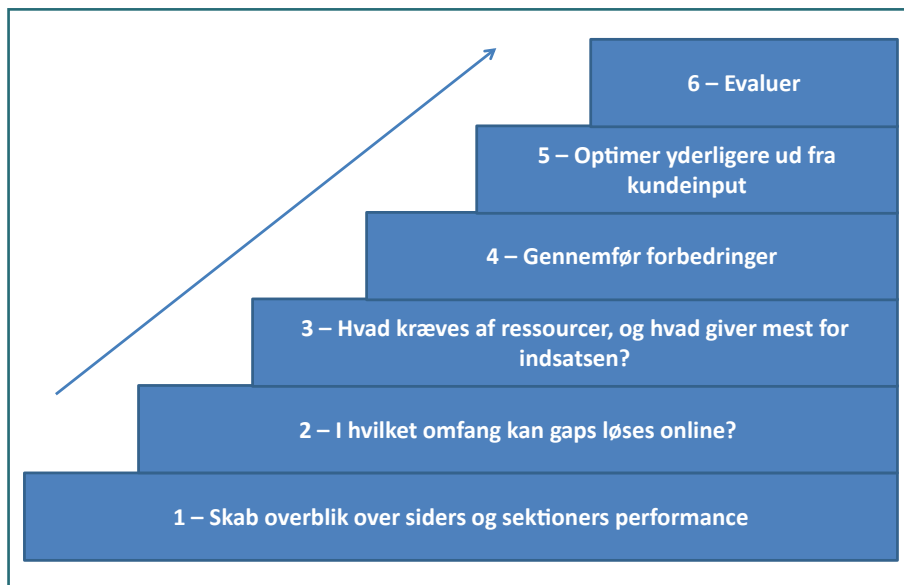 6 – Evaluer
5 – Optimer yderligere ud fra
kundeinput
4 – Gennemfør forbedringer
3 – Hvad kræves af ressourcer, og hvad giver mest for
indsatsen?
2 – I hvilket omfang kan gaps løses online?
1 – Skab overblik over siders og sektioners performance